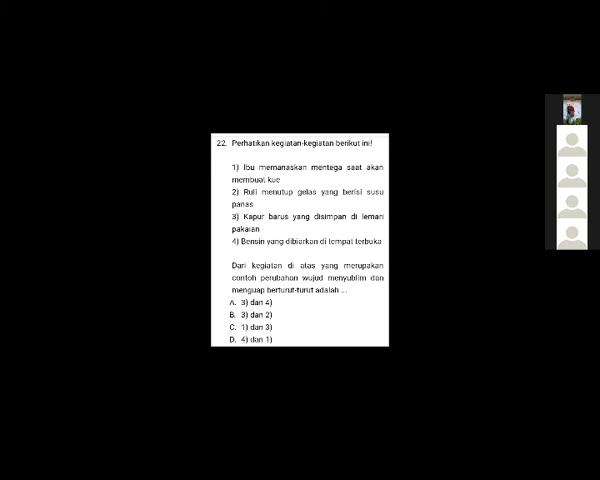 22. Perhatikan kegiatan-kegiatan berikut ini!
1) Ibu memanaskan mentega saat akan
membuat kue
2) Ruli menutup gelas yang berisi susu
panas
3) Kapur barus yang disimpan di lemari
pakaian
4) Bensin yang dibiarkan di tempat terbuka
Dari kegiatan di atas yang merupakan
contoh perubahan wujud menyublim dan
menguap berturut-turut adalah ...
A. 3) dan 4)
B. 3) dan 2)
C. 1) dan 3)
D. 4) dan 1)